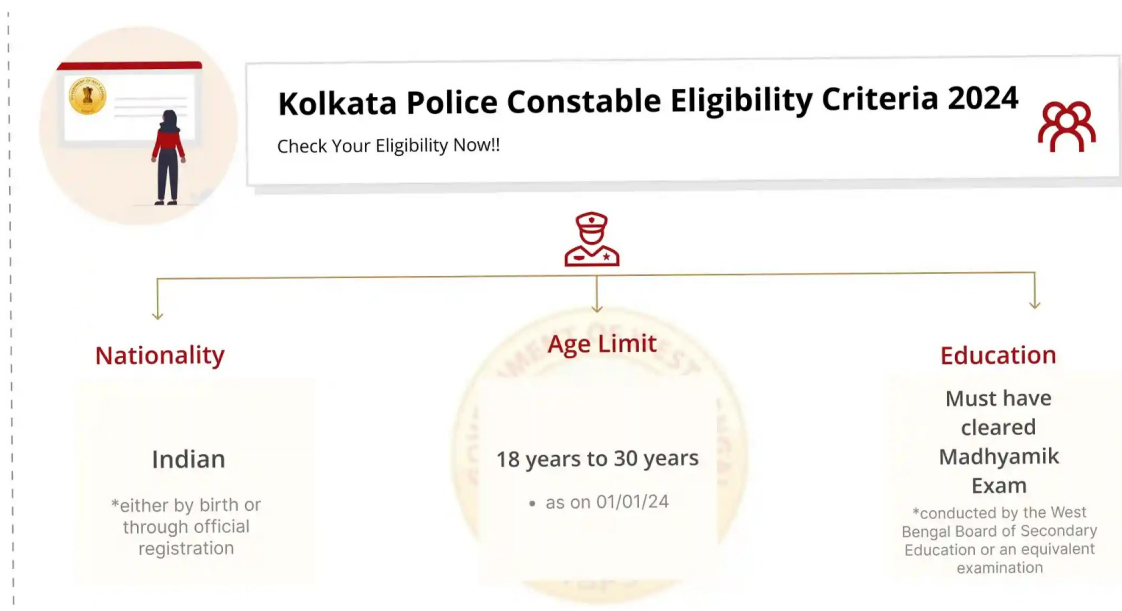 Kolkata Police Constable Eligibility Criteria 2024
Check Your Eligibility Now!!
Nationality
Indian
*either by birth or
through official
registration
Age Limit
18 years to 30 years
• as on 01/01/24
Education
Must have
cleared
Madhyamik
Exam
*conducted by the West
Bengal Board of Secondary
Education or an equivalent
examination